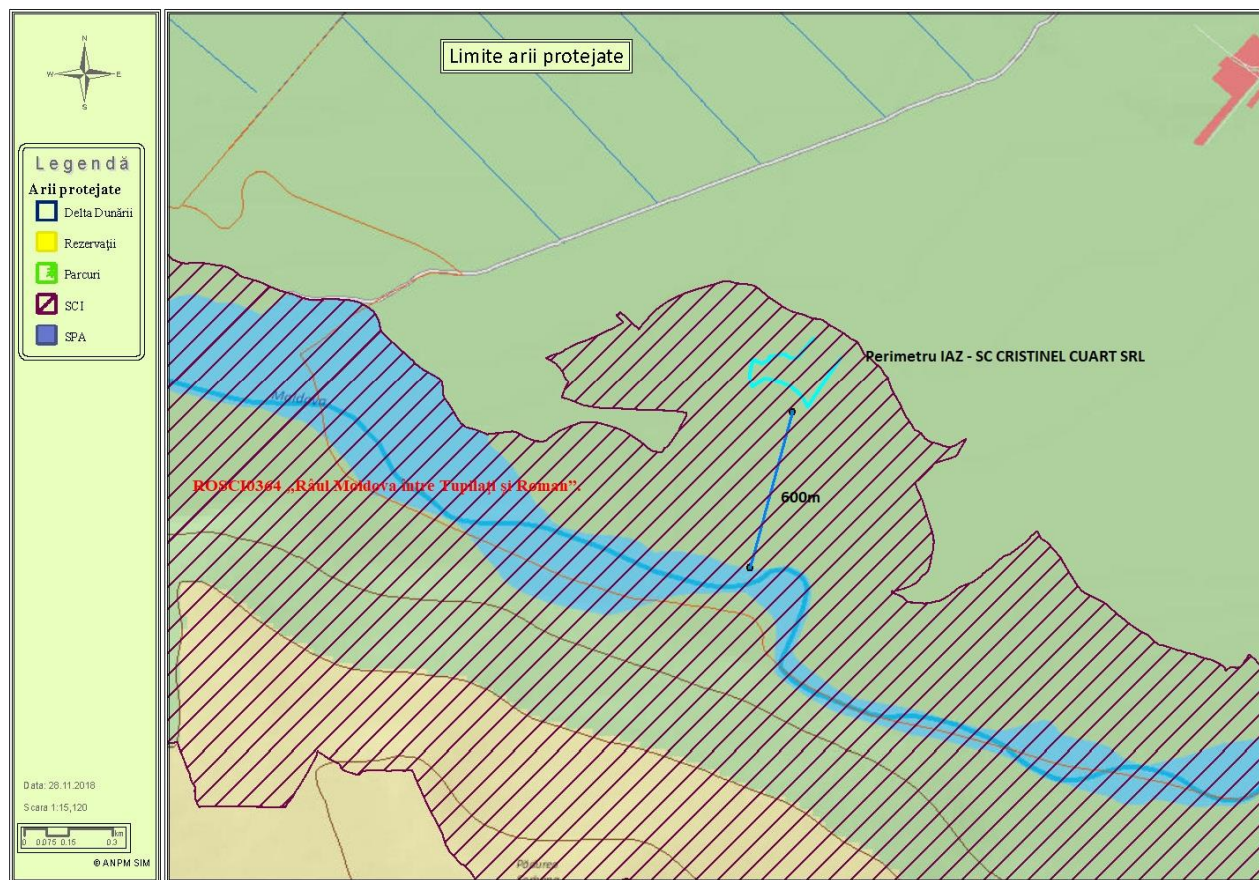 Limite arii protejate
N
W
E
S
Legendă
Arii protejate
Delta Dunării
Rezervații
Parcuri
SCI
SPA
Perimetru IAZ - SC CRISTINEL CUART SRL
Moldova
ROSCI0364 „Râul Moldova între Tupilați și Roman”.
600m
Data: 28.11.2018
Scara 1:15,120
km
0 0.075 0.15 0.3
© ANPM SIM
Pădurea